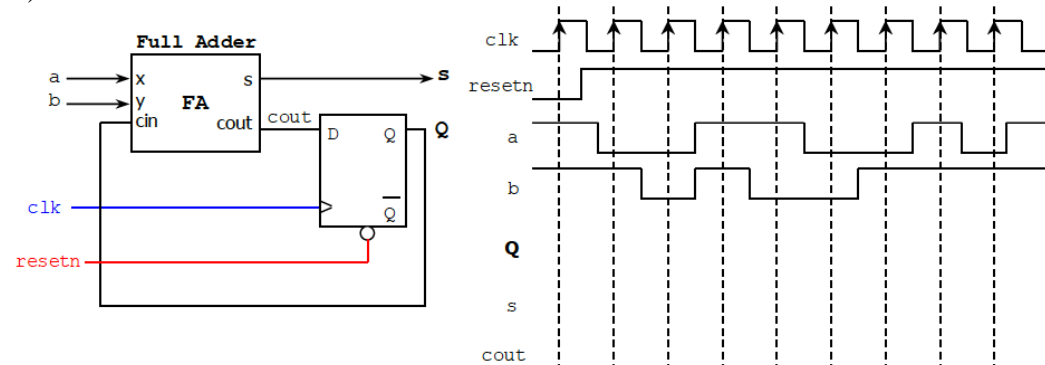 Full Adder
a
b
x
y
cin
FA
s
cout
cout
s
D
Q
Q
Q
clk
resetn
clk
resetn
a
b
Q
s
cout